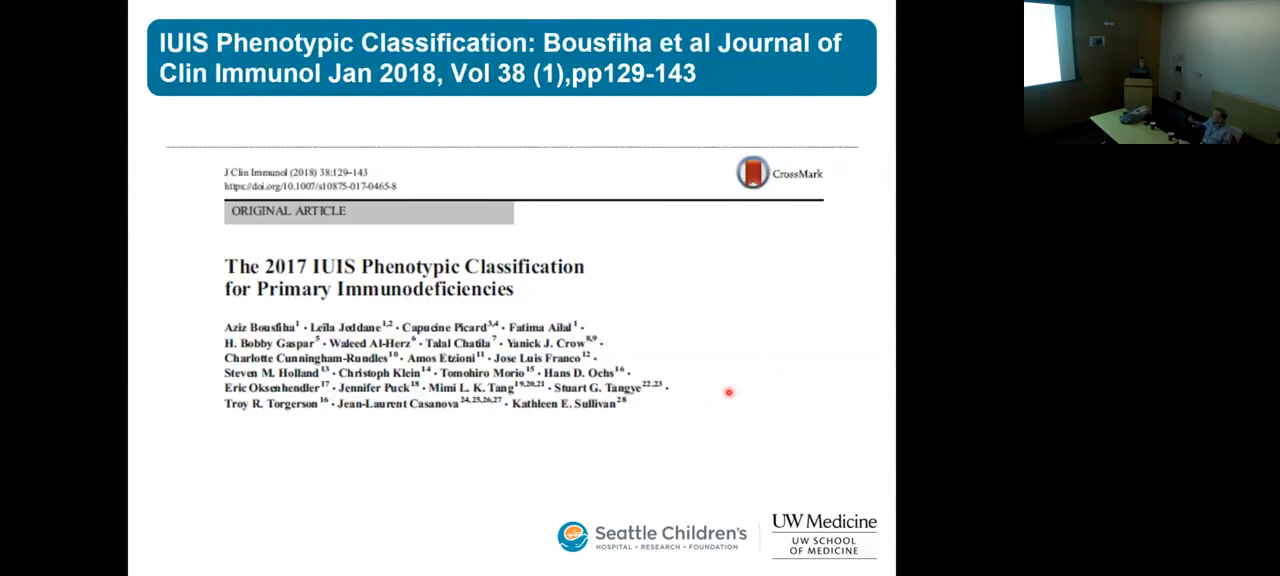 IUIS Phenotypic Classification: Bousfiha et al Journal of
Clin Immunol Jan 2018, Vol 38 (1),pp129-143
J Clin Immunol (2018) 38:129–143
https://doi.org/10.1007/s10875-017-0465-8
CrossMark
ORIGINAL ARTICLE
The 2017 IUIS Phenotypic Classification
for Primary Immunodeficiencies
Aziz Bousfiha1 · Leïla Jeddane1,2 · Capucine Picard3,4 · Fatima Ailal1 ·
H. Bobby Gaspar5 · Waleed Al-Herz6 · Talal Chatila7 · Yanick J. Crow8,9 ·
Charlotte Cunningham-Rundles10 · Amos Etzioni11 · Jose Luis Franco12 ·
Steven M. Holland13 · Christoph Klein14 · Tomohiro Morio15 · Hans D. Ochs16 ·
Eric Oksenhendler17 · Jennifer Puck18 · Mimi L. K. Tang19,20,21 · Stuart G. Tangye22,23 ·
Troy R. Torgerson16 · Jean-Laurent Casanova24,25,26,27 · Kathleen E. Sullivan28
Seattle Children's
HOSPITAL • RESEARCH • FOUNDATION
UW Medicine
UW SCHOOL
OF MEDICINE